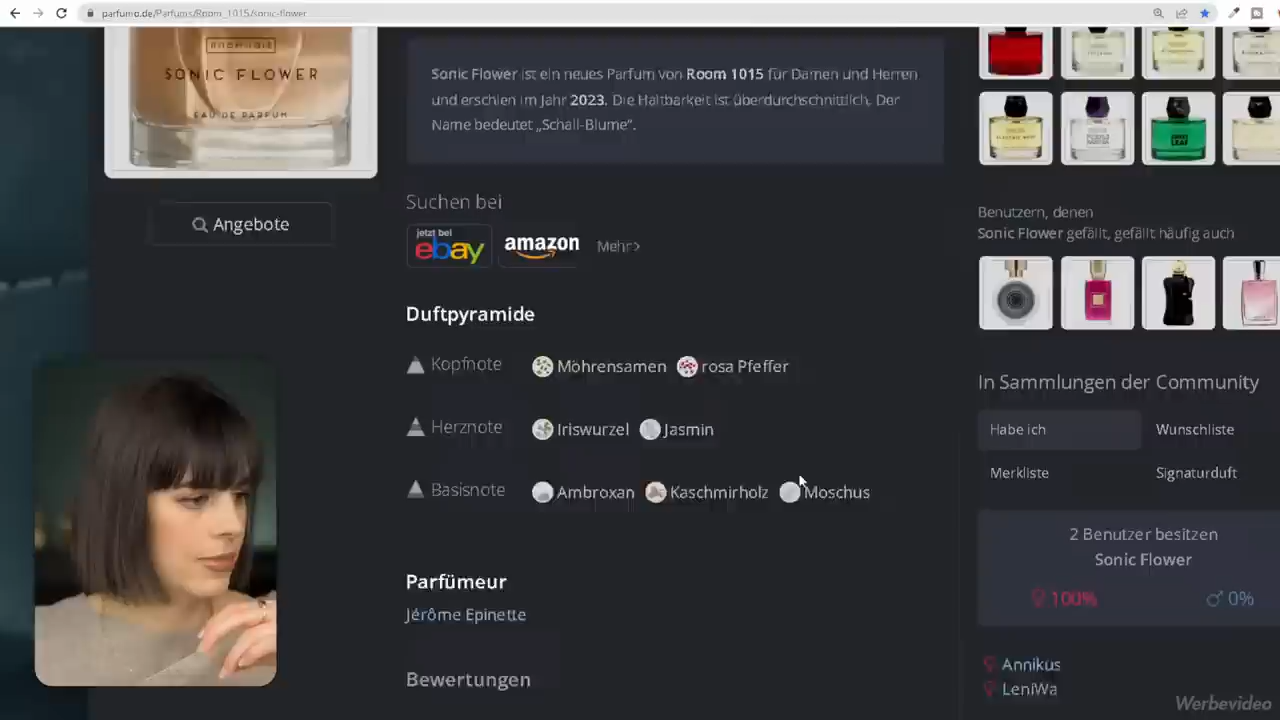 parfumo.de/Parfums/Room_1015/sonic-flower
SONIC FLOWER
EAU DE PARFUM
Angebote
Sonic Flower ist ein neues Parfum von Room 1015 für Damen und Herren
und erschien im Jahr 2023. Die Haltbarkeit ist überdurchschnittlich. Der
Name bedeutet „Schall-Blume“.
Suchen bei
jetzt bei
ebay
amazon
Mehr>
Duftpyramide
Kopfnote Möhrensamen rosa Pfeffer
Herznote Iriswurzel Jasmin
Basisnote Ambroxan Kaschmirholz Moschus
Parfümeur
Jérôme Epinette
Bewertungen
Benutzern, denen
Sonic Flower gefällt, gefällt häufig auch
In Sammlungen der Community
Habe ich Wunschliste
Merkliste Signaturduft
2 Benutzer besitzen
Sonic Flower
100% 0%
Annikus
LeniWa
Werbevideo